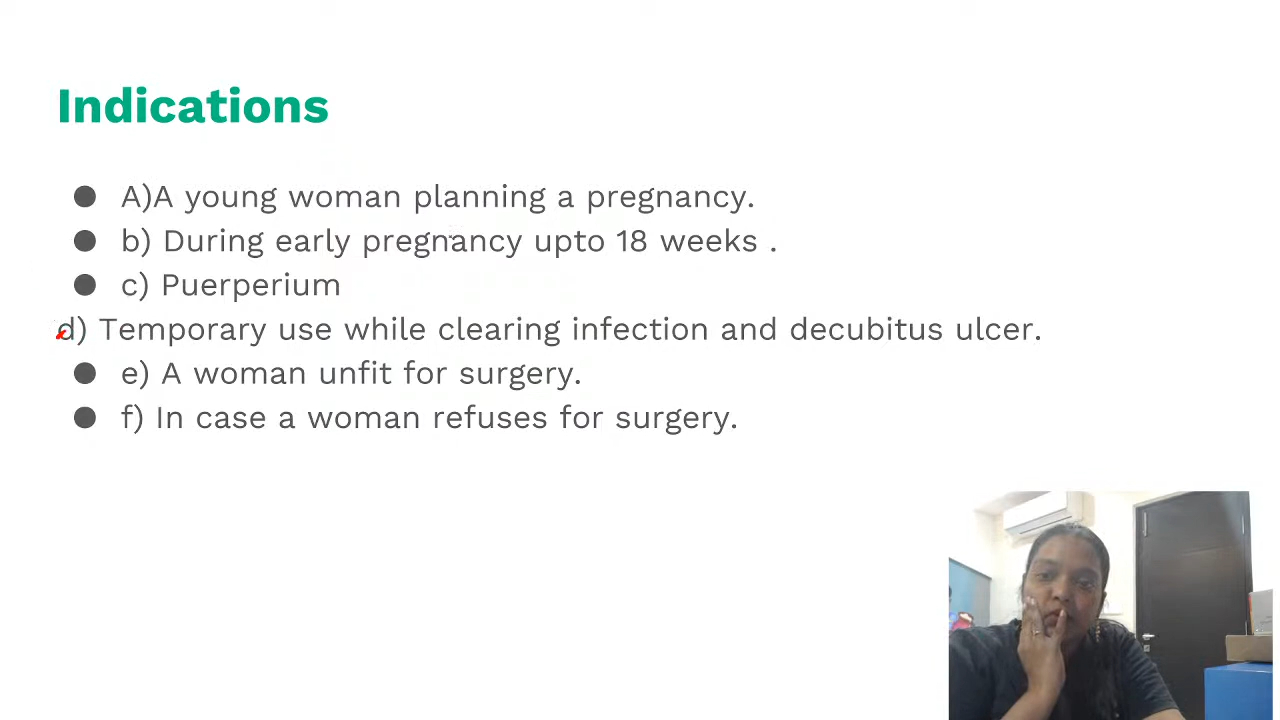 Indications
● A)A young woman planning a pregnancy.
● b) During early pregnancy upto 18 weeks .
● c) Puerperium
d) Temporary use while clearing infection and decubitus ulcer.
● e) A woman unfit for surgery.
● f) In case a woman refuses for surgery.